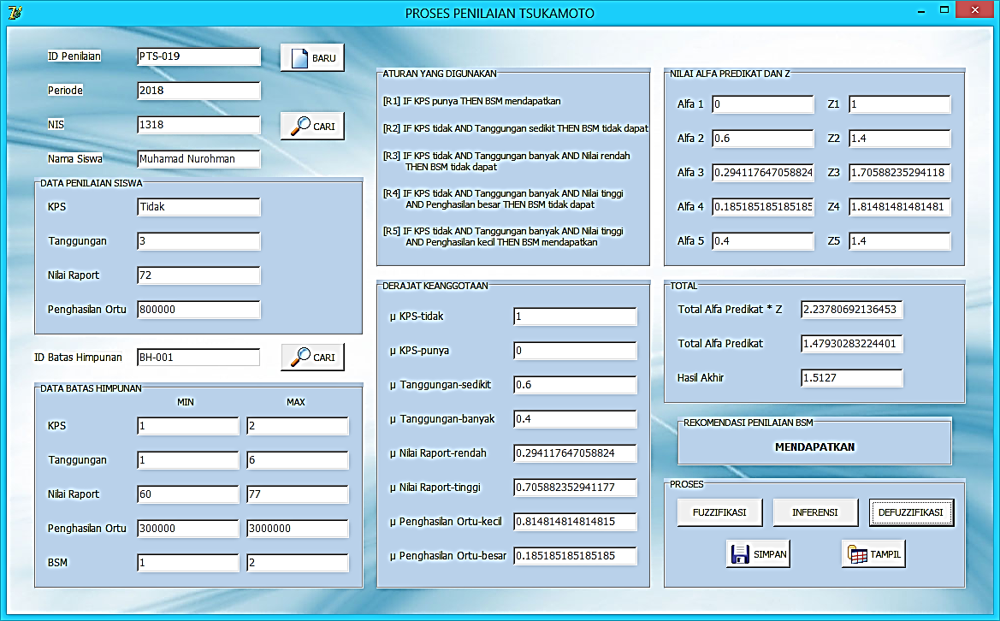 PROSES PENILAIAN TSUKAMOTO
ID Penilaian PTS-019 BARU
Periode 2018
NIS 1318 CARI
Nama Siswa Muhamad Nurohman
DATA PENILAIAN SISWA
KPS Tidak
Tanggungan 3
Nilai Raport 72
Penghasilan Ortu 800000
ID Batas Himpunan BH-001 CARI
DATA BATAS HIMPUNAN
MIN MAX
KPS 1 2
Tanggungan 1 6
Nilai Raport 60 77
Penghasilan Ortu 300000 3000000
BSM 1 2
ATURAN YANG DIGUNAKAN
[R1] IF KPS punya THEN BSM mendapatkan
[R2] IF KPS tidak AND Tanggungan sedikit THEN BSM tidak dapat
[R3] IF KPS tidak AND Tanggungan banyak AND Nilai rendah
THEN BSM tidak dapat
[R4] IF KPS tidak AND Tanggungan banyak AND Nilai tinggi
AND Penghasilan besar THEN BSM tidak dapat
[R5] IF KPS tidak AND Tanggungan banyak AND Nilai tinggi
AND Penghasilan kecil THEN BSM mendapatkan
DERAJAT KEANGGOTAAN
µ KPS-tidak 1
µ KPS-punya 0
µ Tanggungan-sedikit 0.6
µ Tanggungan-banyak 0.4
µ Nilai Raport-rendah 0.294117647058824
µ Nilai Raport-tinggi 0.705882352941177
µ Penghasilan Ortu-kecil 0.814814814814815
µ Penghasilan Ortu-besar 0.185185185185185
NILAI ALFA PREDIKAT DAN Z
Alfa 1 0 Z1 1
Alfa 2 0.6 Z2 1.4
Alfa 3 0.294117647058824 Z3 1.70588235294118
Alfa 4 0.185185185185185 Z4 1.81481481481481
Alfa 5 0.4 Z5 1.4
TOTAL
Total Alfa Predikat * Z 2.23780692136453
Total Alfa Predikat 1.47930283224401
Hasil Akhir 1.5127
REKOMENDASI PENILAIAN BSM
MENDAPATKAN
PROSES
FUZZIFIKASI INFERENSI DEFUZZIFIKASI
SIMPAN TAMPIL